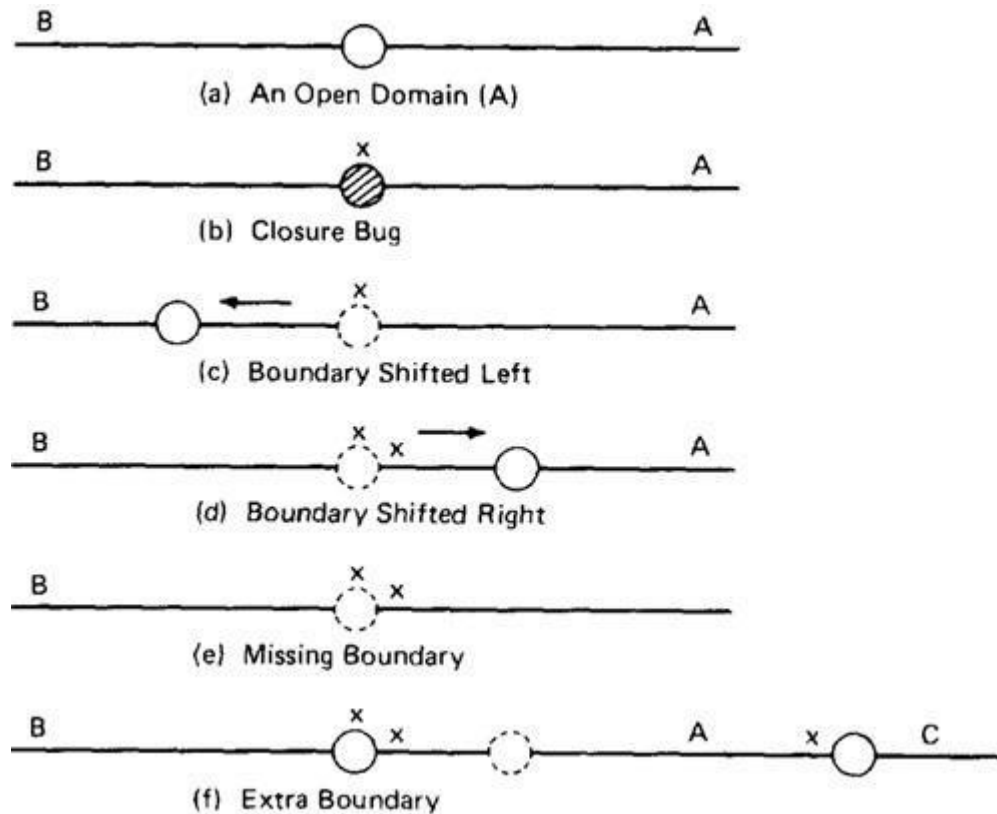 B A
(a) An Open Domain (A)
x
B A
(b) Closure Bug
x
B A
(c) Boundary Shifted Left
x x
B A
(d) Boundary Shifted Right
x x
B
(e) Missing Boundary
x x x
B A C
(f) Extra Boundary